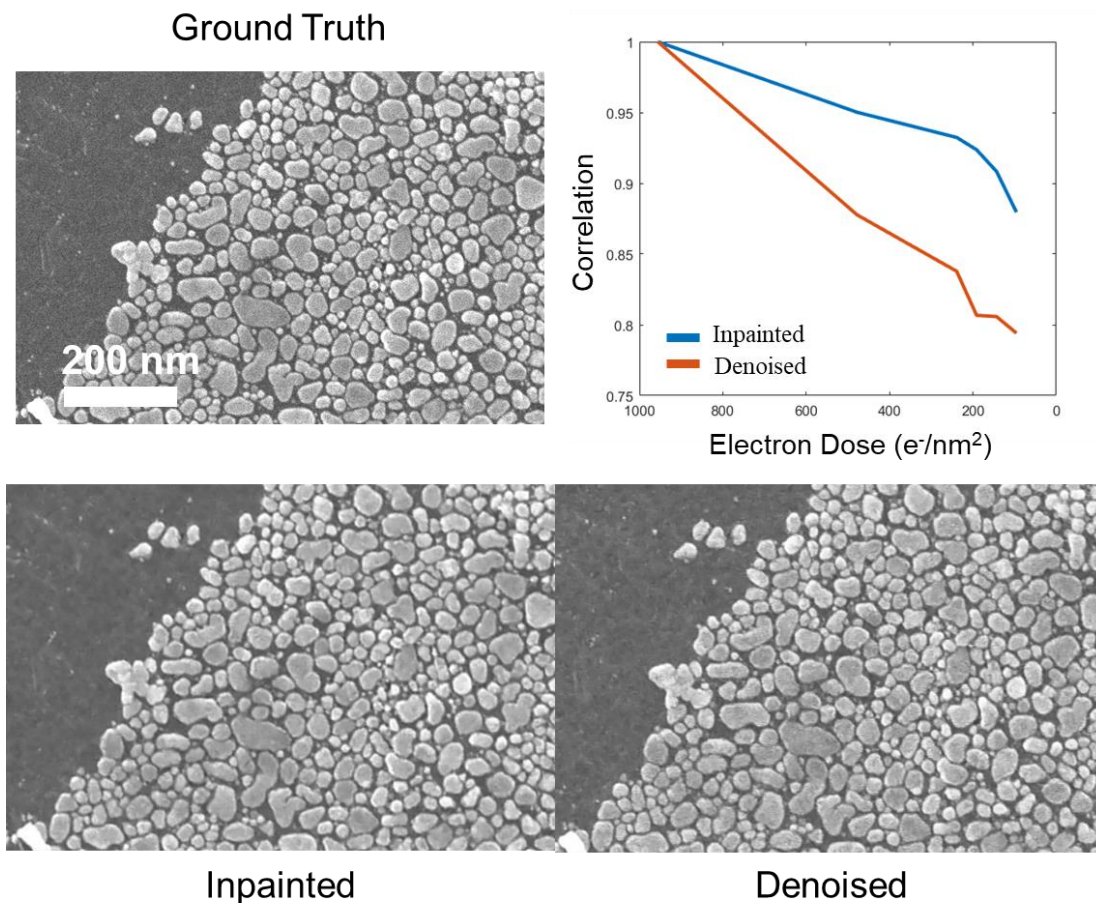 Ground Truth
200 nm
1
0.95
0.9
0.85
0.8
0.75
Correlation
Inpainted
Denoised
1000 800 600 400 200 0
Electron Dose (e⁻/nm²)
Inpainted
Denoised